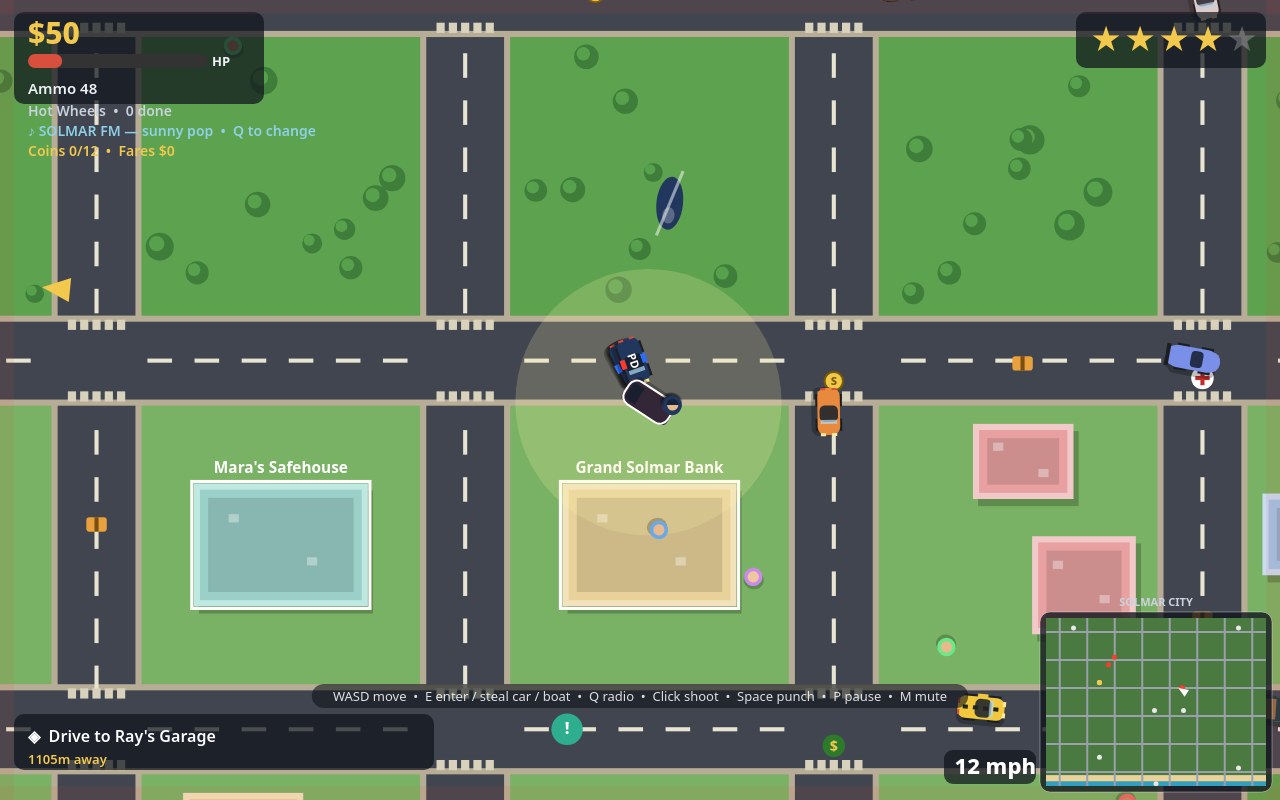 $50
HP
Ammo 48
Hot Wheels • 0 done
♪ SOLMAR FM — sunny pop • Q to change
Coins 0/12 • Fares $0
PD
$
Mara's Safehouse
Grand Solmar Bank
SOLMAR CITY
WASD move • E enter / steal car / boat • Q radio • Click shoot • Space punch • P pause • M mute
◈ Drive to Ray's Garage
1105m away
!
$
12 mph